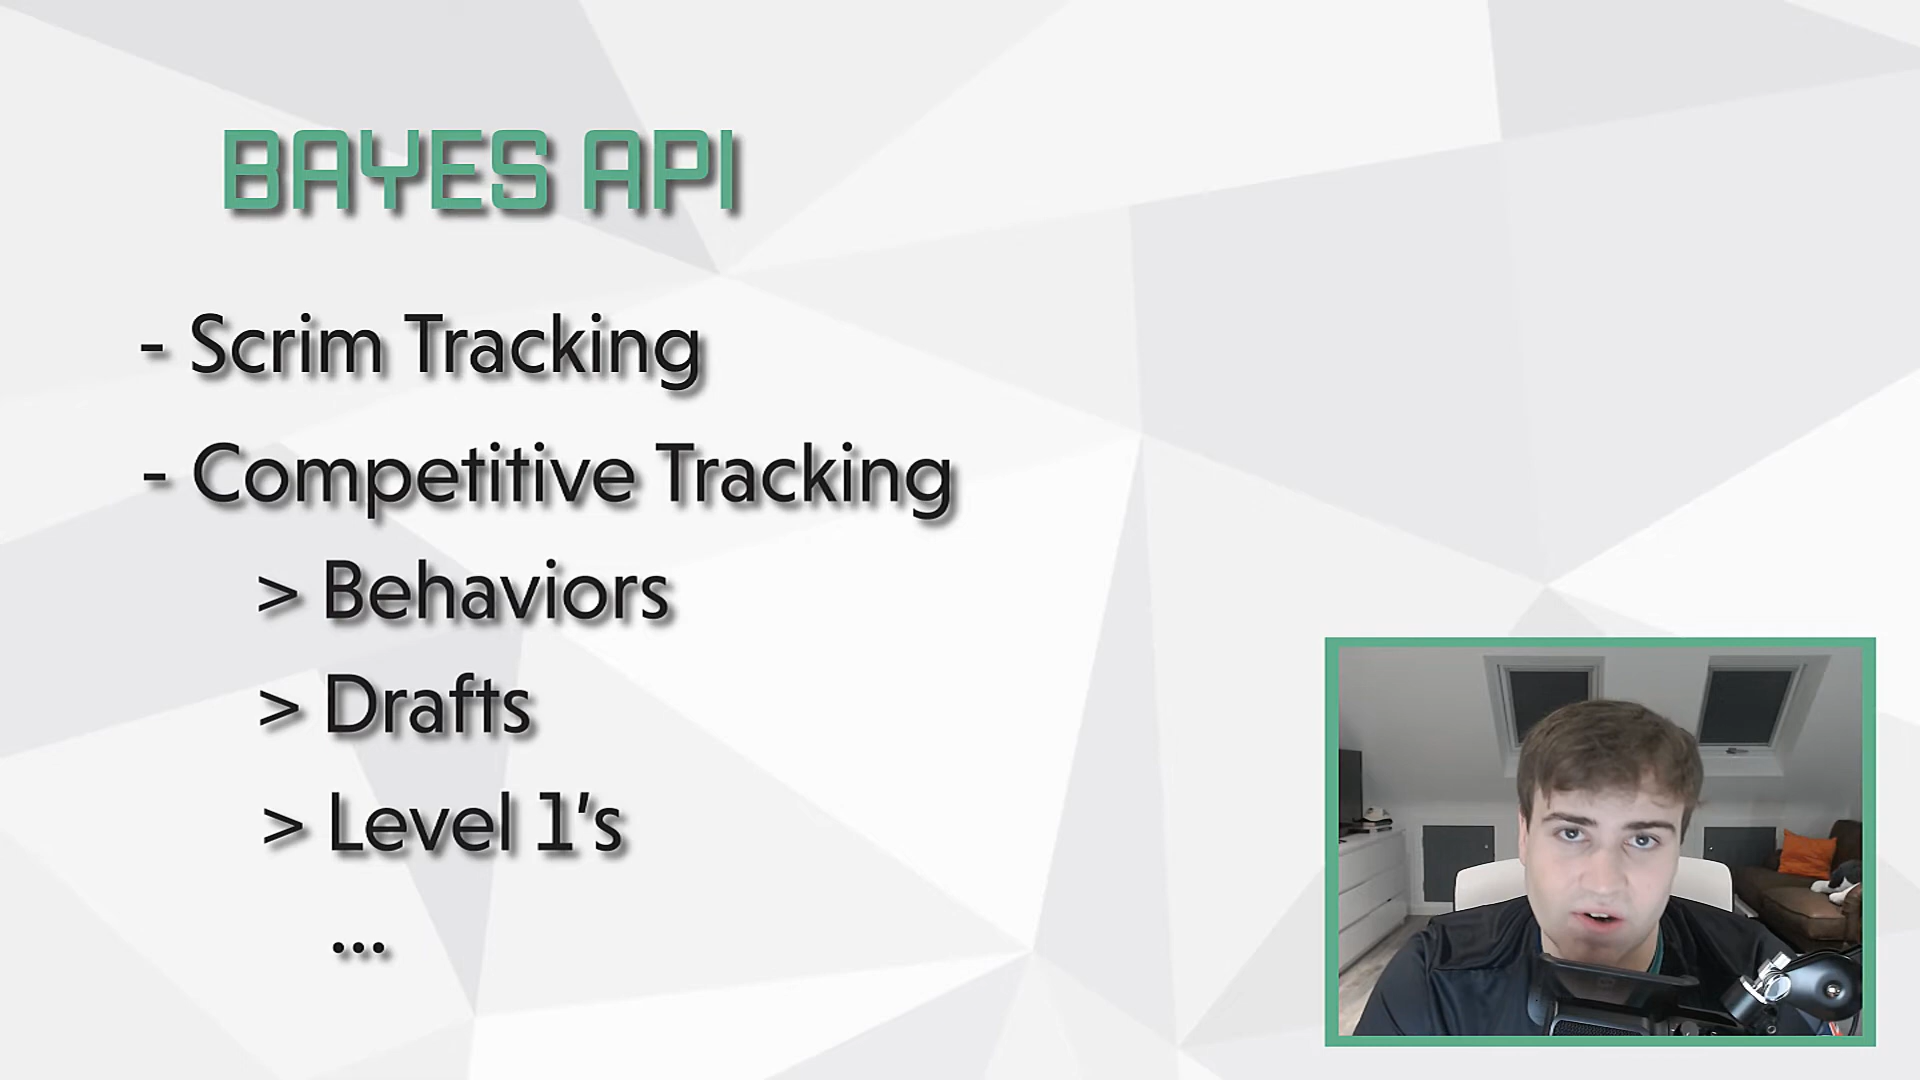 BAYES API
- Scrim Tracking
- Competitive Tracking
> Behaviors
> Drafts
> Level 1's
...